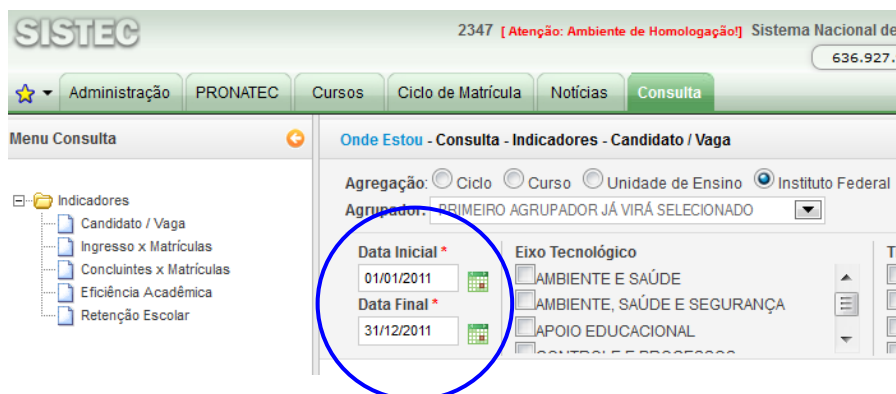 SISTEC
2347 [ Atenção: Ambiente de Homologação!] Sistema Nacional de
636.927.
Administração PRONATEC Cursos Ciclo de Matrícula Notícias Consulta
Menu Consulta
Onde Estou - Consulta - Indicadores - Candidato / Vaga
Indicadores
Candidato / Vaga
Ingresso x Matrículas
Concluintes x Matrículas
Eficiência Acadêmica
Retenção Escolar
Agregação: Ciclo Curso Unidade de Ensino Instituto Federal
Agrupador: PRIMEIRO AGRUPADOR JÁ VIRÁ SELECIONADO
Data Inicial *
01/01/2011
Data Final *
31/12/2011
Eixo Tecnológico
AMBIENTE E SAÚDE
AMBIENTE, SAÚDE E SEGURANÇA
APOIO EDUCACIONAL
CONTROLE E PROCESSOS
T